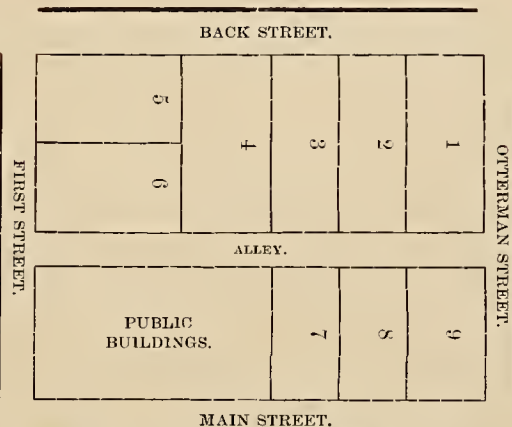 BACK STREET.
5
6
4
3
2
1
FIRST STREET.
OTTERMAN STREET.
ALLEY.
PUBLIC
BUILDINGS.
7
8
9
MAIN STREET.